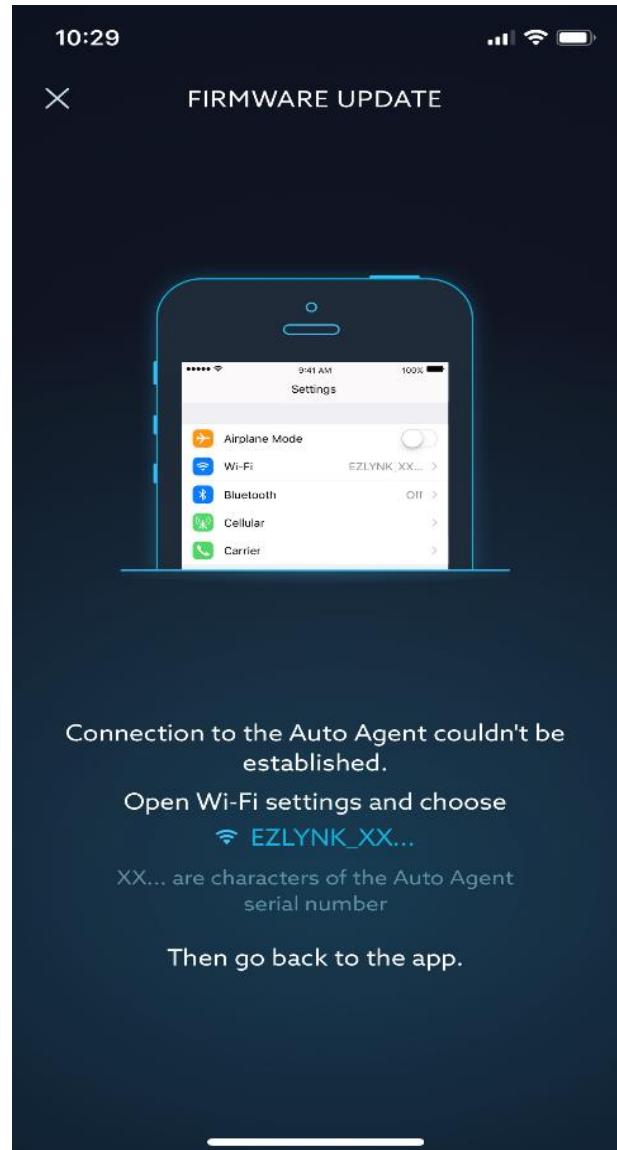 10:29
FIRMWARE UPDATE
9:41 AM
100%
Settings
Airplane Mode
Wi-Fi
EZLYNK_XX...
Bluetooth
Off
Cellular
Carrier
Connection to the Auto Agent couldn't be
established.
Open Wi-Fi settings and choose
EZLYNK_XX...
XX... are characters of the Auto Agent
serial number
Then go back to the app.